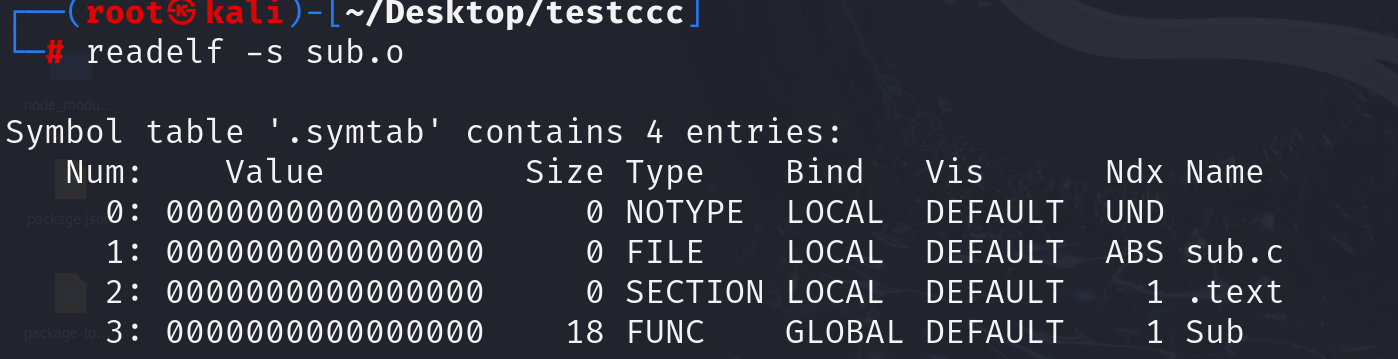 ┌──(root㉿kali)-[~/Desktop/testccc]
└─# readelf -s sub.o
node_modu...
Symbol table '.symtab' contains 4 entries:
   Num:    Value          Size Type    Bind   Vis      Ndx Name
     0: 0000000000000000     0 NOTYPE  LOCAL  DEFAULT  UND
package.json
     1: 0000000000000000     0 FILE    LOCAL  DEFAULT  ABS sub.c
     2: 0000000000000000     0 SECTION LOCAL  DEFAULT    1 .text
     3: 0000000000000000    18 FUNC    GLOBAL DEFAULT    1 Sub
package-lo...